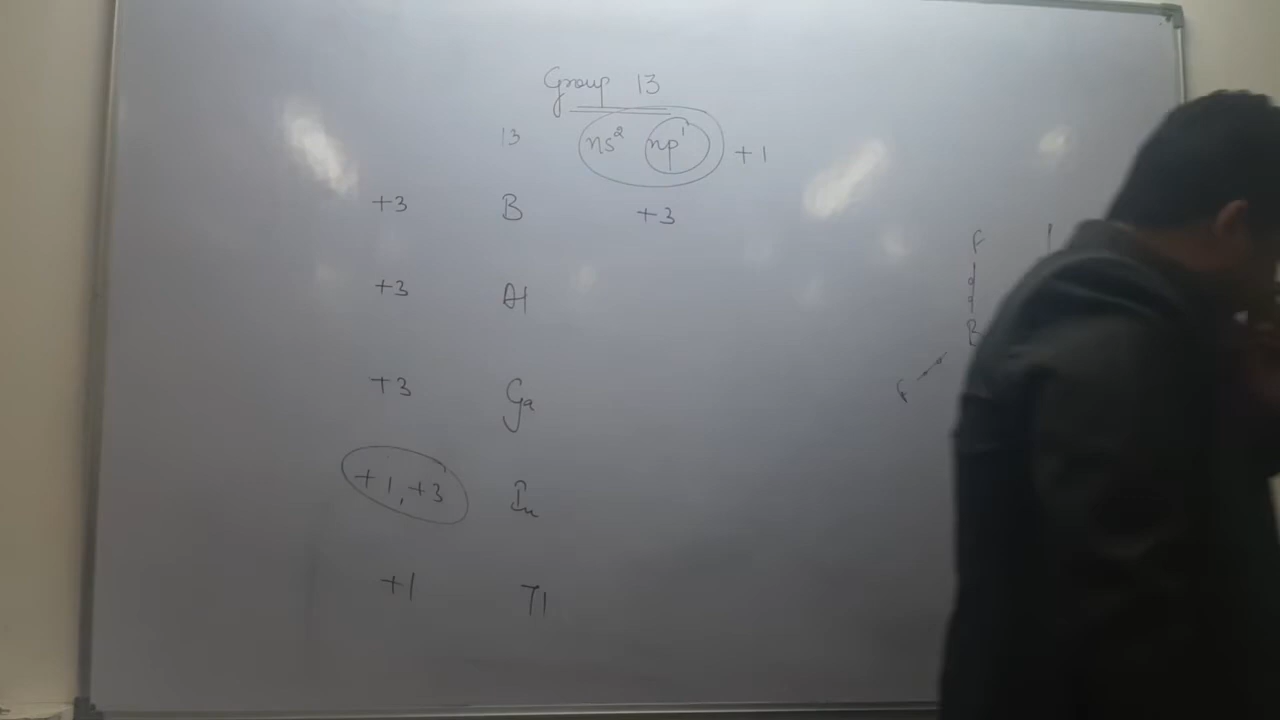 Group 13
13 ns² np¹ +1
+3 B +3
+3 Al
+3 Ga
+1, +3 In
+1 Tl
F
B
F